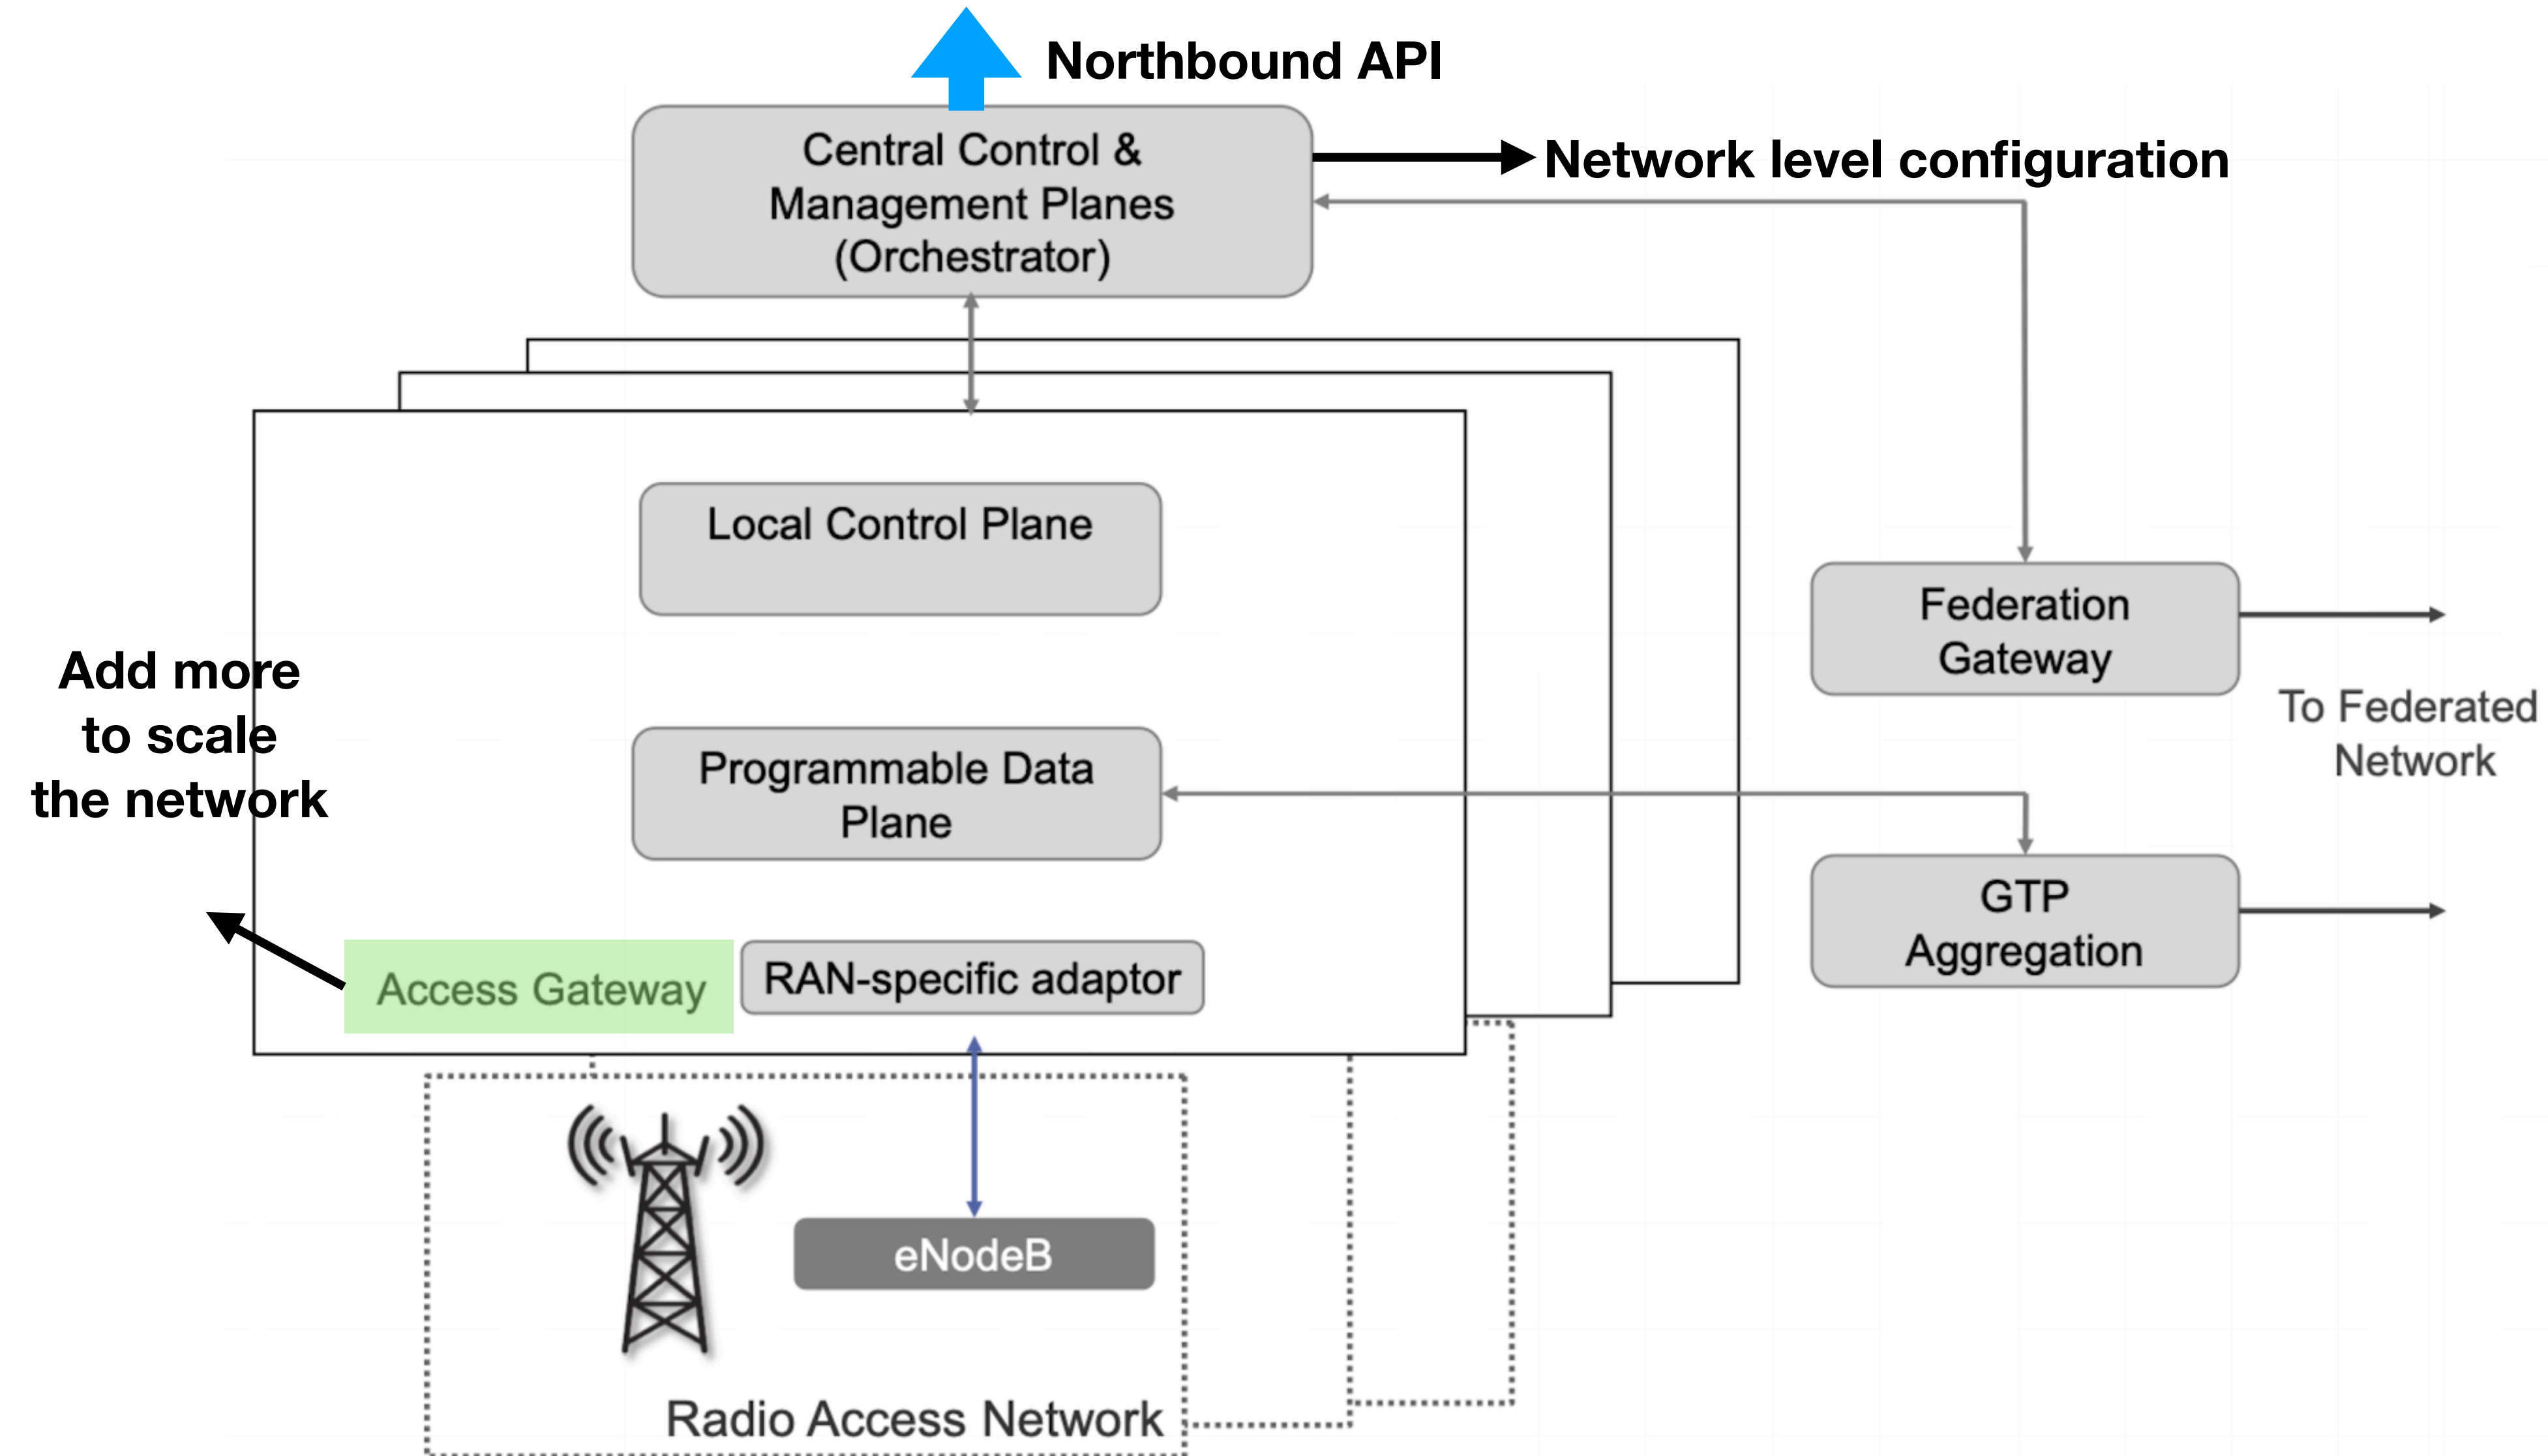 Northbound API
Central Control &
Management Planes
(Orchestrator)
Network level configuration
Local Control Plane
Federation
Gateway
Add more
to scale
the network
To Federated
Network
Programmable Data
Plane
GTP
Aggregation
Access Gateway
RAN-specific adaptor
eNodeB
Radio Access Network